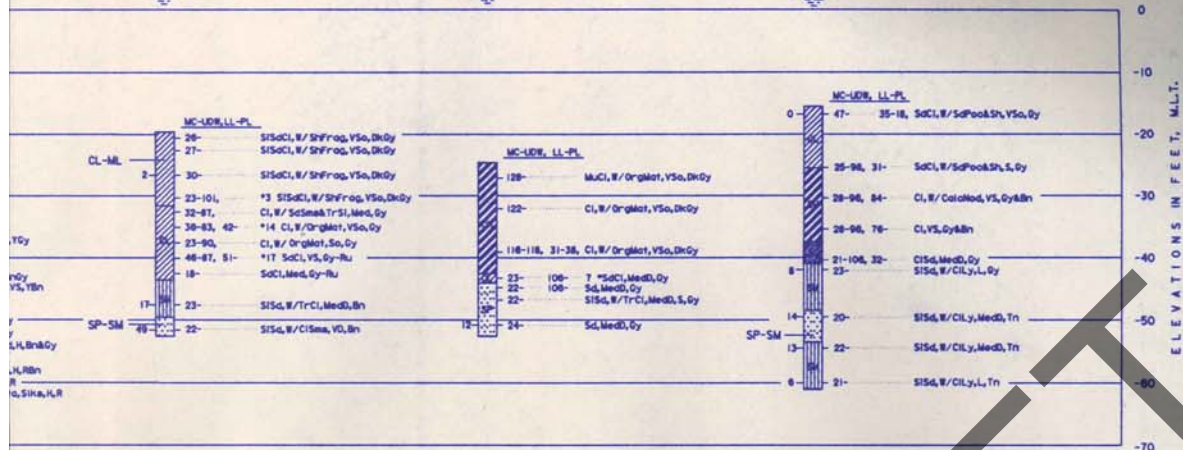 0
-10
-20
-30
-40
-50
-60
-70
ELEVATIONS IN FEET, M.L.T.
MC-UDW, LL-PL
26- SlSdCl, W/ShFrag, VSo, DkGy
27- SlSdCl, W/ShFrag, VSo, DkGy
CL-ML
2 30- SlSdCl, W/ShFrag, VSo, DkGy
23-101, *3 SlSdCl, W/ShFrag, VSo, DkGy
32-87, Cl, W/SdSms&TrSl, Med, Gy
36-83, 42- *14 Cl, W/OrgMat, VSo, Gy
23-90, Cl, W/OrgMat, So, Gy
46-87, 51- *17 SdCl, VS, Gy-Ru
18- SdCl, Med, Gy-Ru
17 23- SlSd, W/TrCl, MedD, Bn
SP-SM
49 22- SlSd, W/ClSms, VD, Bn
MC-UDW, LL-PL
128- MuCl, W/OrgMat, VSo, DkGy
122- Cl, W/OrgMat, VSo, DkGy
116-118, 31-38, Cl, W/OrgMat, VSo, DkGy
23- 106- 7 *SdCl, MedD, Gy
22- 106- Sd, MedD, Gy
22- SlSd, W/TrCl, MedD, S, Gy
12 24- Sd, MedD, Gy
MC-UDW, LL-PL
0 47- 35-18, SdCl, W/SdPoc&Sh, VSo, Gy
25-98, 31- SdCl, W/SdPoc&Sh, S, Gy
28-96, 84- Cl, W/CalcNod, VS, Gy&Bn
28-96, 76- Cl, VS, Gy&Bn
21-106, 32- ClSd, MedD, Gy
8 23- SlSd, W/ClLy, L, Gy
14 20- SlSd, W/ClLy, MedD, Tn
SP-SM
13 22- SlSd, W/ClLy, MedD, Tn
6 21- SlSd, W/ClLy, L, Tn
YGy
VS, YBn
H, Bn&Gy
H, RBn
SlKs, H, R